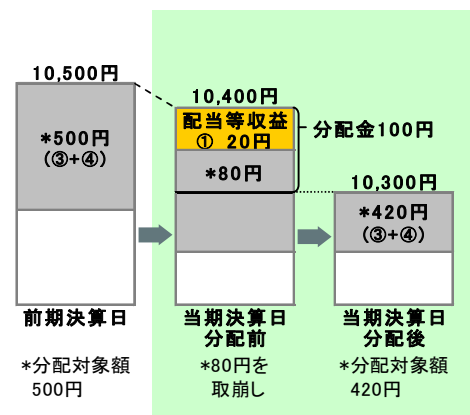 10,500円
*500円
(③+④)
前期決算日
*分配対象額
500円
10,400円
配当等収益
① 20円
*80円
分配金100円
当期決算日
分配前
*80円を
取崩し
10,300円
*420円
(③+④)
当期決算日
分配後
*分配対象額
420円